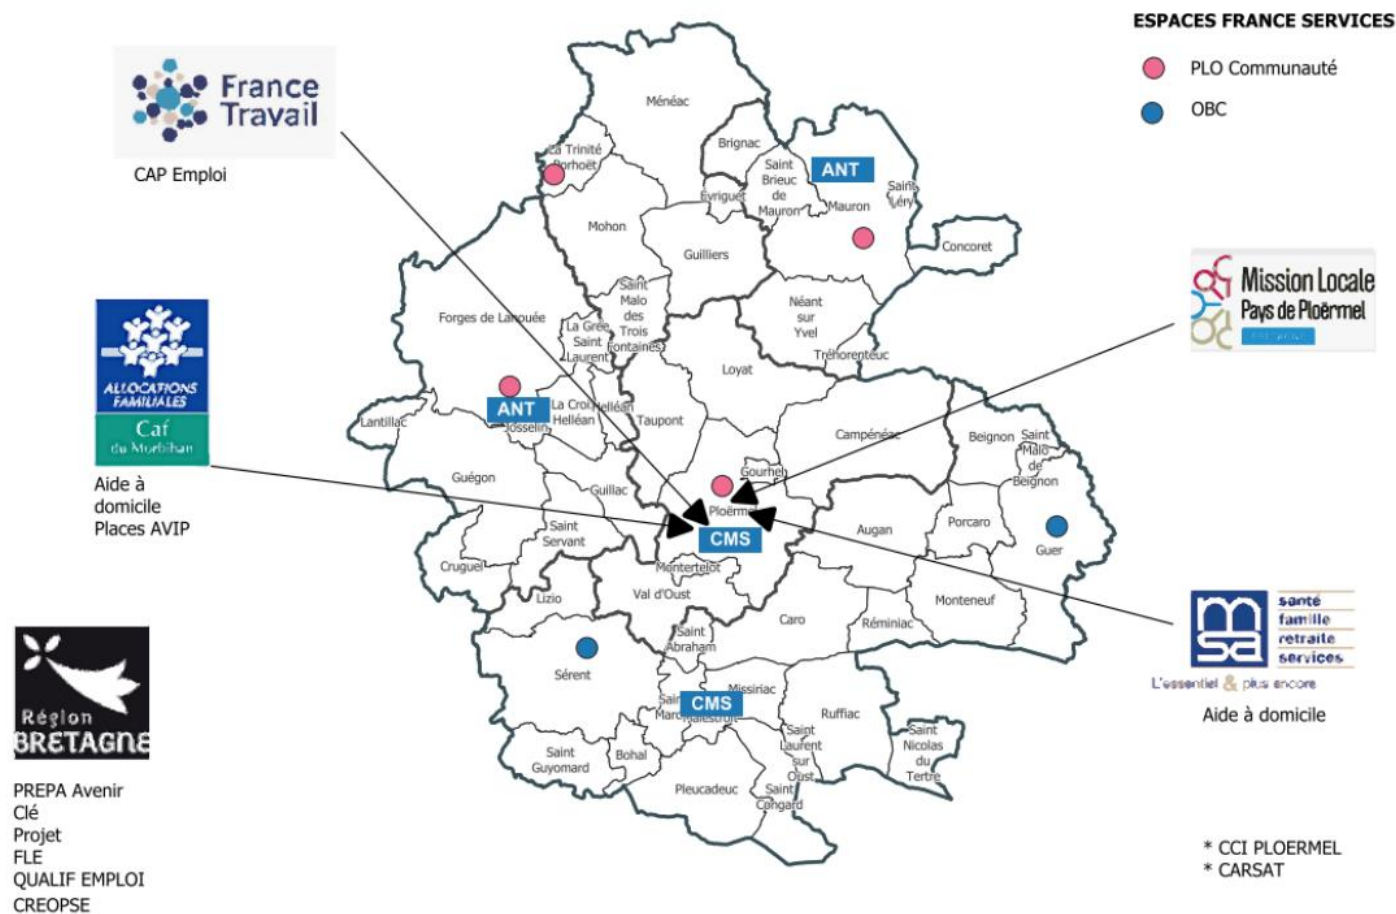 ESPACES FRANCE SERVICES
PLO Communauté
OBC
France
Travail
CAP Emploi
Ménéac
La Trinité
Porhoët
Brignac
Saint
Brieuc
de
Mauron
ANT
Mauron
Saint
Léry
Évriguet
Mohon
Guilliers
Concoret
Saint
Malo
des
Trois
Fontaines
Néant
sur
Yvel
Tréhorenteuc
Mission Locale
Pays de Ploërmel
Forges de Lanouée
La Grée
Saint
Laurent
Loyat
ALLOCATIONS
FAMILIALES
Caf
du Morbihan
Aide à
domicile
Places AVIP
ANT
Josselin
La Croix
Helléan
Helléan
Taupont
Lantillac
Campénéac
Beignon
Saint
Malo
de
Beignon
Guégon
Guillac
Gourhel
Ploërmel
CMS
Augan
Porcaro
Guer
Saint
Servant
Cruguel
Montertelot
Val d'Oust
Lizio
Monteneuf
Caro
Réminiac
Saint
Abraham
Sérent
Missiriac
CMS
Malestroit
Ruffiac
Saint
Laurent
sur
Oust
Saint
Nicolas
du
Tertre
Saint
Guyomard
Bohal
Pleucadeuc
Saint
Congard
msa
santé
famille
retraite
services
L'essentiel & plus encore
Aide à domicile
Région
BRETAGNE
PREPA Avenir
Clé
Projet
FLE
QUALIF EMPLOI
CREOPSE
* CCI PLOERMEL
* CARSAT